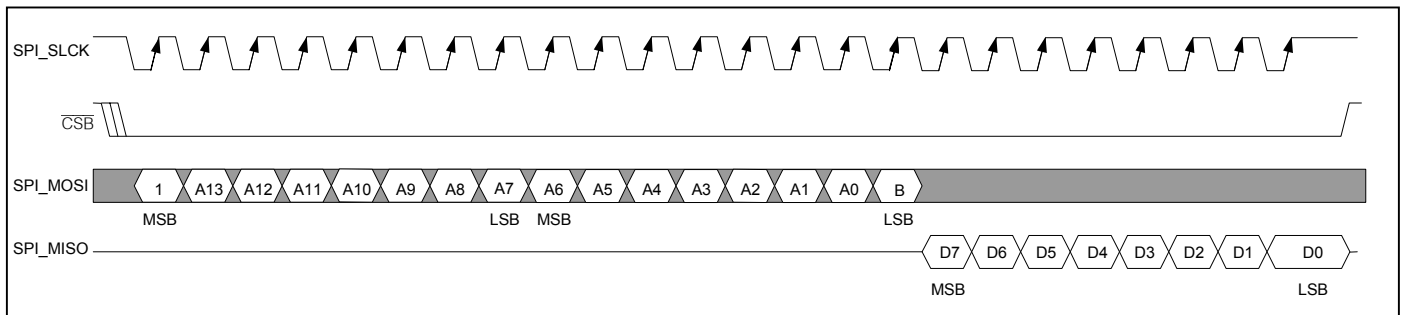 SPI_SLCK
CSB
SPI_MOSI 1 A13 A12 A11 A10 A9 A8 A7 A6 A5 A4 A3 A2 A1 A0 B
MSB LSB MSB LSB
SPI_MISO D7 D6 D5 D4 D3 D2 D1 D0
MSB LSB